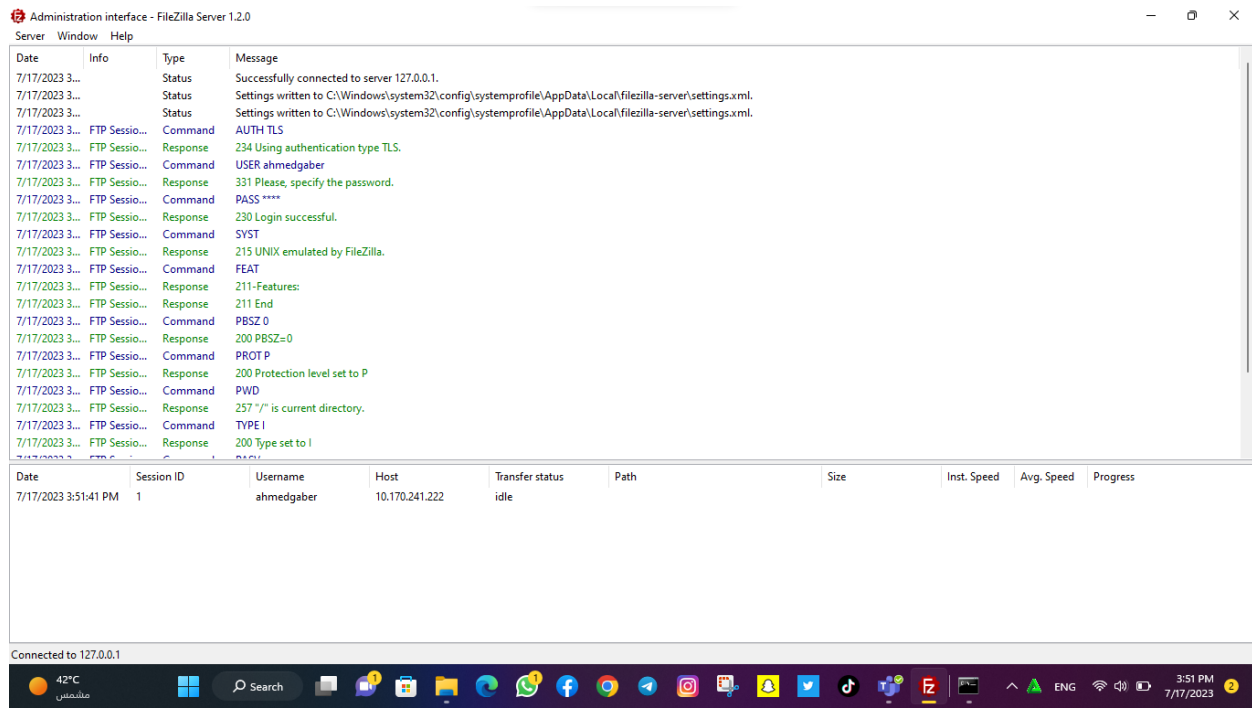 Administration interface - FileZilla Server 1.2.0
Server Window Help
Date Info Type Message
7/17/2023 3... Status Successfully connected to server 127.0.0.1.
7/17/2023 3... Status Settings written to C:\Windows\system32\config\systemprofile\AppData\Local\filezilla-server\settings.xml.
7/17/2023 3... Status Settings written to C:\Windows\system32\config\systemprofile\AppData\Local\filezilla-server\settings.xml.
7/17/2023 3... FTP Sessio... Command AUTH TLS
7/17/2023 3... FTP Sessio... Response 234 Using authentication type TLS.
7/17/2023 3... FTP Sessio... Command USER ahmedgaber
7/17/2023 3... FTP Sessio... Response 331 Please, specify the password.
7/17/2023 3... FTP Sessio... Command PASS ****
7/17/2023 3... FTP Sessio... Response 230 Login successful.
7/17/2023 3... FTP Sessio... Command SYST
7/17/2023 3... FTP Sessio... Response 215 UNIX emulated by FileZilla.
7/17/2023 3... FTP Sessio... Command FEAT
7/17/2023 3... FTP Sessio... Response 211-Features:
7/17/2023 3... FTP Sessio... Response 211 End
7/17/2023 3... FTP Sessio... Command PBSZ 0
7/17/2023 3... FTP Sessio... Response 200 PBSZ=0
7/17/2023 3... FTP Sessio... Command PROT P
7/17/2023 3... FTP Sessio... Response 200 Protection level set to P
7/17/2023 3... FTP Sessio... Command PWD
7/17/2023 3... FTP Sessio... Response 257 "/" is current directory.
7/17/2023 3... FTP Sessio... Command TYPE I
7/17/2023 3... FTP Sessio... Response 200 Type set to I
Date Session ID Username Host Transfer status Path Size Inst. Speed Avg. Speed Progress
7/17/2023 3:51:41 PM 1 ahmedgaber 10.170.241.222 idle
Connected to 127.0.0.1
42°C
مشمس
Search
1
1
ENG
3:51 PM
7/17/2023
2